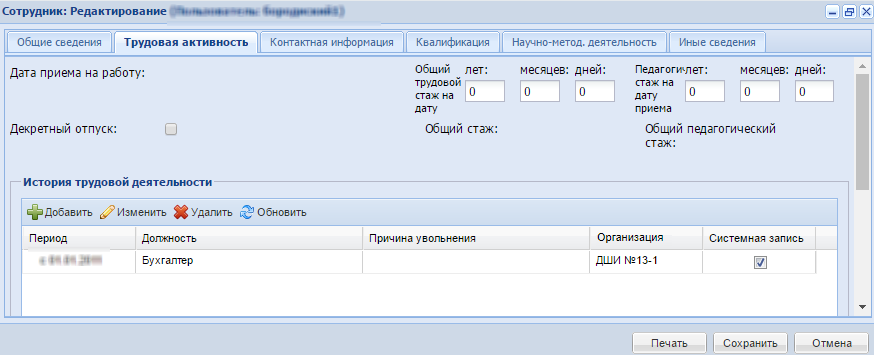 Сотрудник: Редактирование
Общие сведения
Трудовая активность
Контактная информация
Квалификация
Научно-метод. деятельность
Иные сведения
Дата приема на работу:
Общий трудовой стаж на дату
лет:
месяцев:
дней:
0
0
0
Педагоги
стаж на
дату
приема
лет:
месяцев:
дней:
0
0
0
Декретный отпуск:
Общий стаж:
Общий педагогический
стаж:
История трудовой деятельности
Добавить
Изменить
Удалить
Обновить
Период
Должность
Причина увольнения
Организация
Системная запись
Бухгалтер
ДШИ №13-1
Печать
Сохранить
Отмена